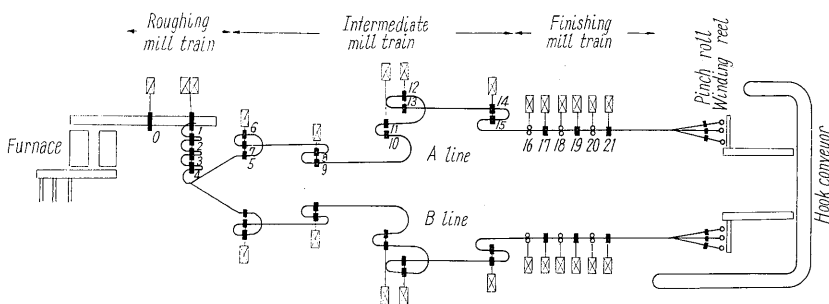 Roughing
mill train
Intermediate
mill train
Finishing
mill train
Pinch roll
Winding reel
Furnace
0
1
2
3
4
5
7
6
8
9
10
11
12
13
14
15
16 17 18 19 20 21
A line
B line
Hook conveyor